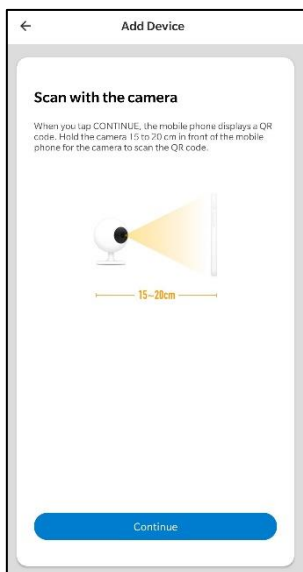 Add Device
Scan with the camera
When you tap CONTINUE, the mobile phone displays a QR
code. Hold the camera 15 to 20 cm in front of the mobile
phone for the camera to scan the QR code.
15~20cm
Continue